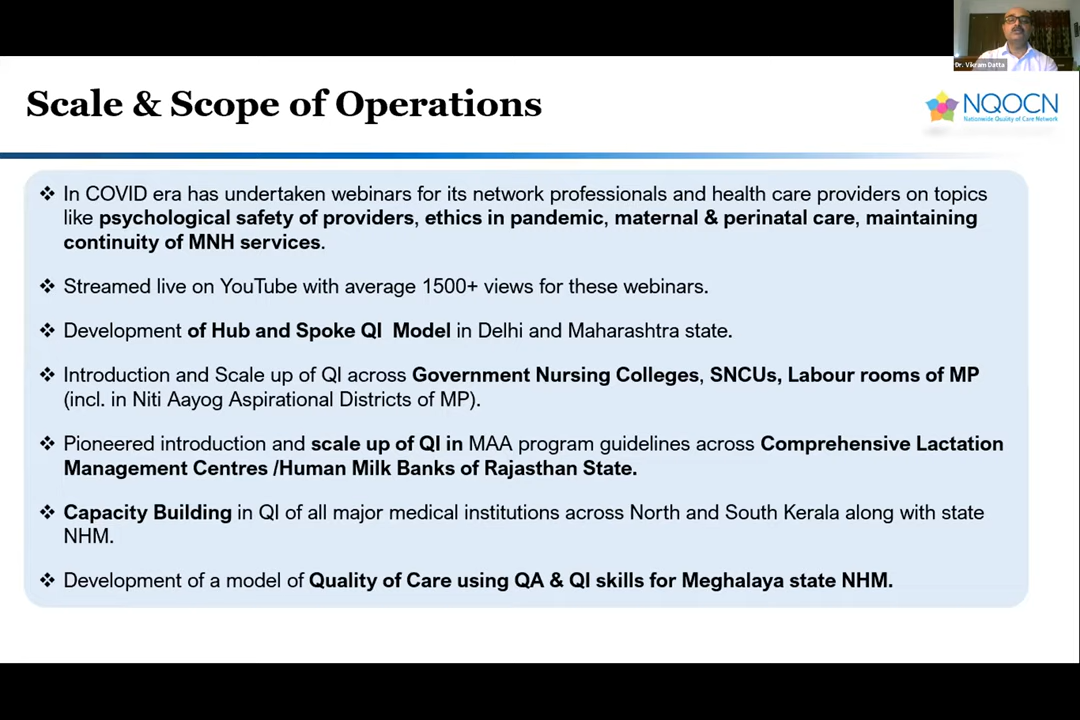 Dr. Vikram Datta
Scale & Scope of Operations
NQOCN
Nationwide Quality of Care Network
❖ In COVID era has undertaken webinars for its network professionals and health care providers on topics
like psychological safety of providers, ethics in pandemic, maternal & perinatal care, maintaining
continuity of MNH services.
❖ Streamed live on YouTube with average 1500+ views for these webinars.
❖ Development of Hub and Spoke QI Model in Delhi and Maharashtra state.
❖ Introduction and Scale up of QI across Government Nursing Colleges, SNCUs, Labour rooms of MP
(incl. in Niti Aayog Aspirational Districts of MP).
❖ Pioneered introduction and scale up of QI in MAA program guidelines across Comprehensive Lactation
Management Centres /Human Milk Banks of Rajasthan State.
❖ Capacity Building in QI of all major medical institutions across North and South Kerala along with state
NHM.
❖ Development of a model of Quality of Care using QA & QI skills for Meghalaya state NHM.